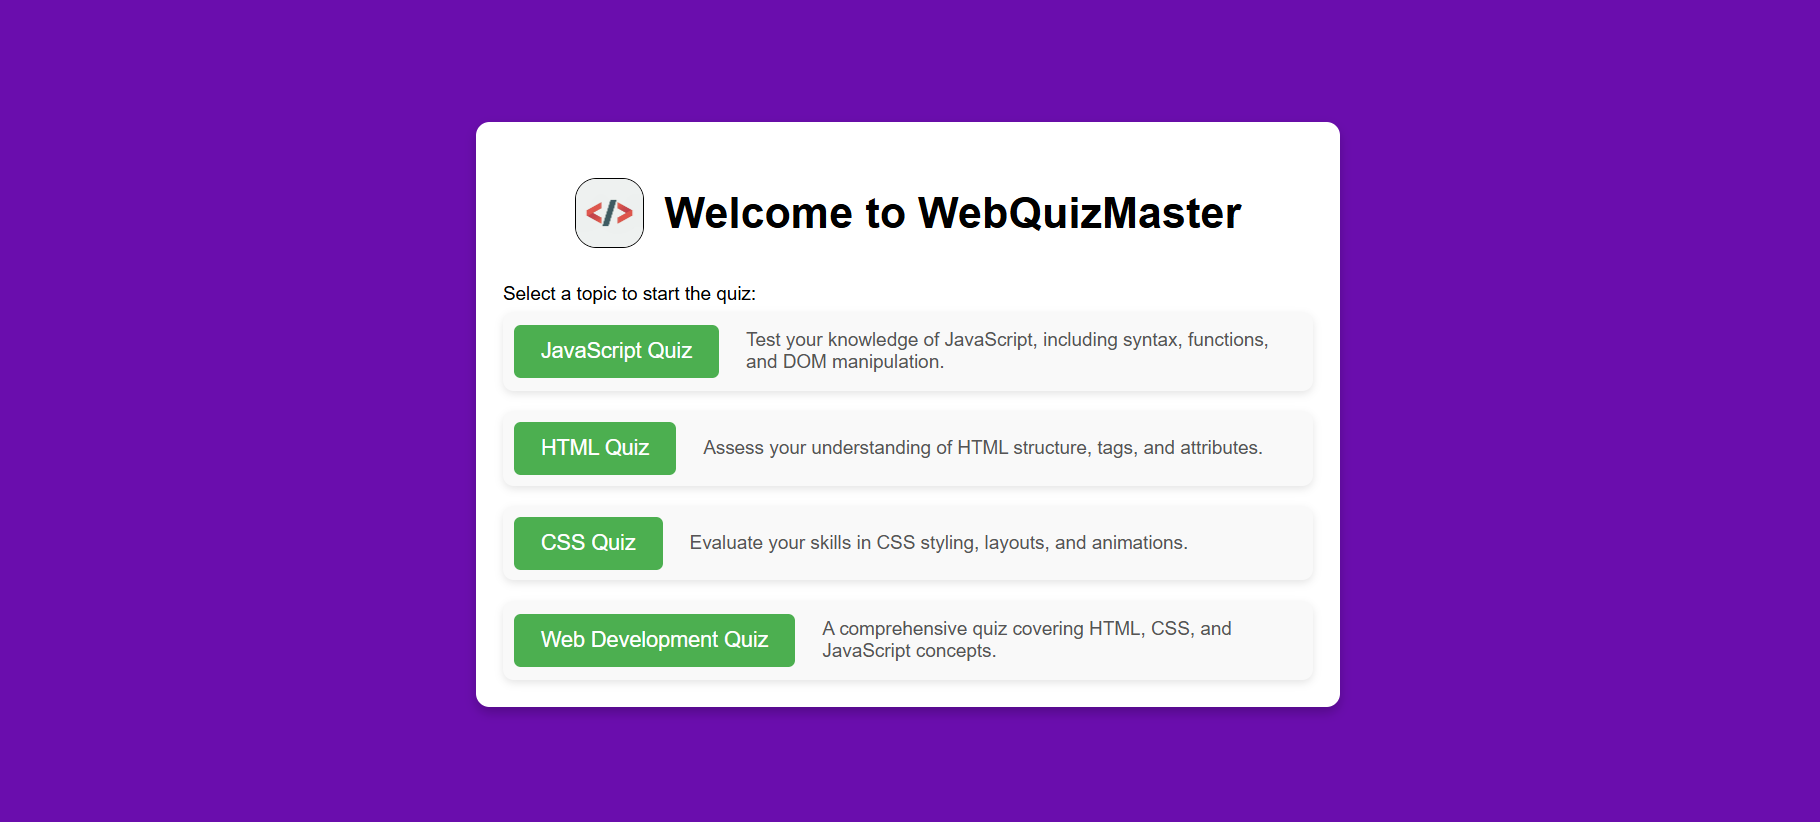 </>
Welcome to WebQuizMaster
Select a topic to start the quiz:
JavaScript Quiz
Test your knowledge of JavaScript, including syntax, functions,
and DOM manipulation.
HTML Quiz
Assess your understanding of HTML structure, tags, and attributes.
CSS Quiz
Evaluate your skills in CSS styling, layouts, and animations.
Web Development Quiz
A comprehensive quiz covering HTML, CSS, and
JavaScript concepts.